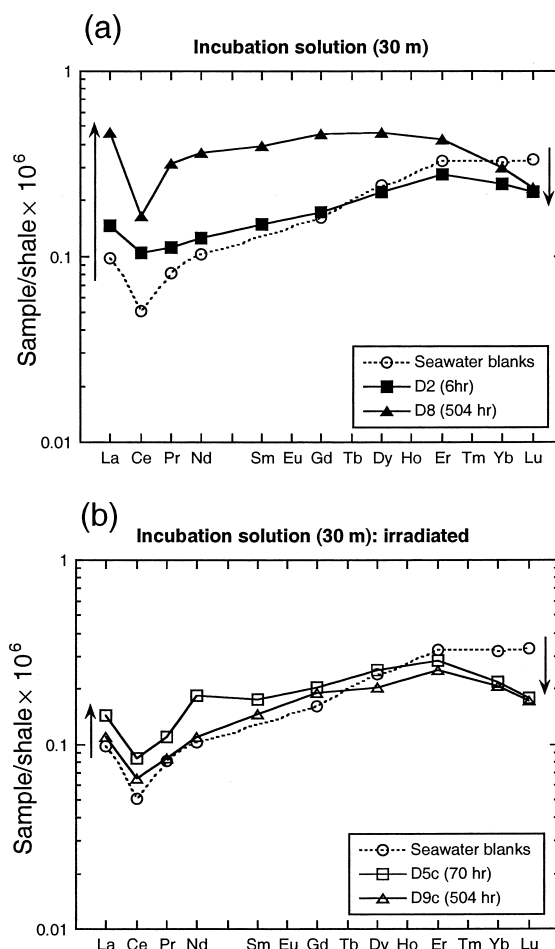 (a)
Incubation solution (30 m)
Sample/shale × 10⁶
1
0.1
0.01
Seawater blanks
D2 (6hr)
D8 (504 hr)
La Ce Pr Nd Sm Eu Gd Tb Dy Ho Er Tm Yb Lu
(b)
Incubation solution (30 m): irradiated
Sample/shale × 10⁶
1
0.1
0.01
Seawater blanks
D5c (70 hr)
D9c (504 hr)
La Ce Pr Nd Sm Eu Gd Tb Dy Ho Er Tm Yb Lu